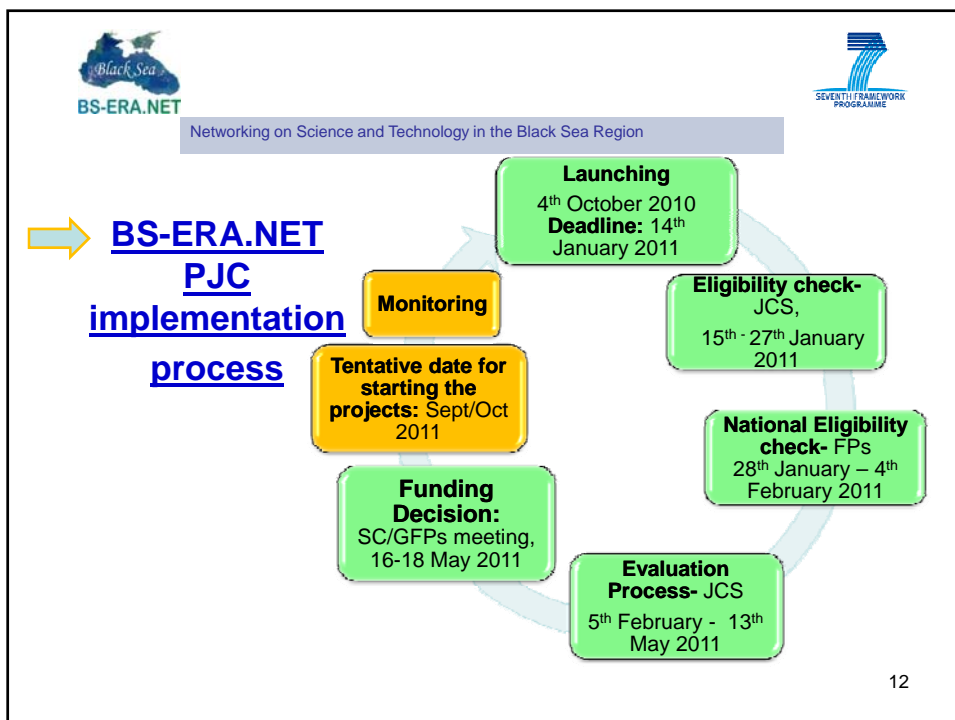 Black Sea
BS-ERA.NET
SEVENTH FRAMEWORK
PROGRAMME
Networking on Science and Technology in the Black Sea Region
BS-ERA.NET
PJC
implementation
process
Launching
4th October 2010
Deadline: 14th
January 2011
Eligibility check-
JCS,
15th - 27th January
2011
National Eligibility
check- FPs
28th January – 4th
February 2011
Evaluation
Process- JCS
5th February - 13th
May 2011
Funding
Decision:
SC/GFPs meeting,
16-18 May 2011
Tentative date for
starting the
projects: Sept/Oct
2011
Monitoring
12